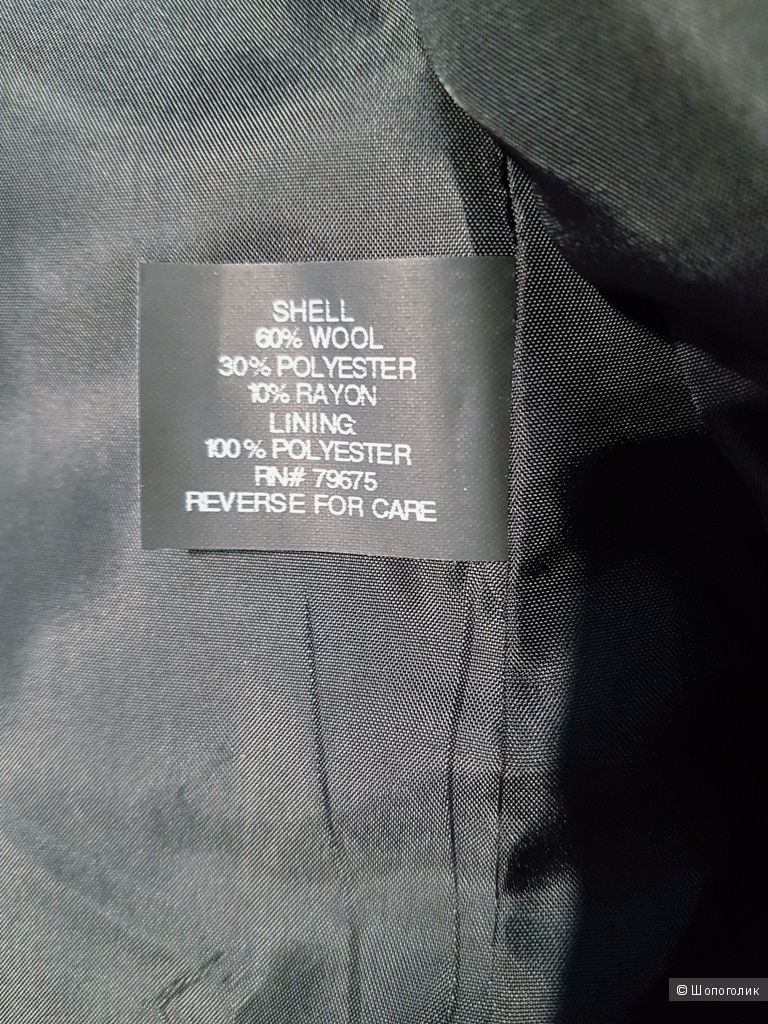 SHELL
60% WOOL
30% POLYESTER
10% RAYON
LINING:
100% POLYESTER
RN# 79675
REVERSE FOR CARE
© Шопоголик